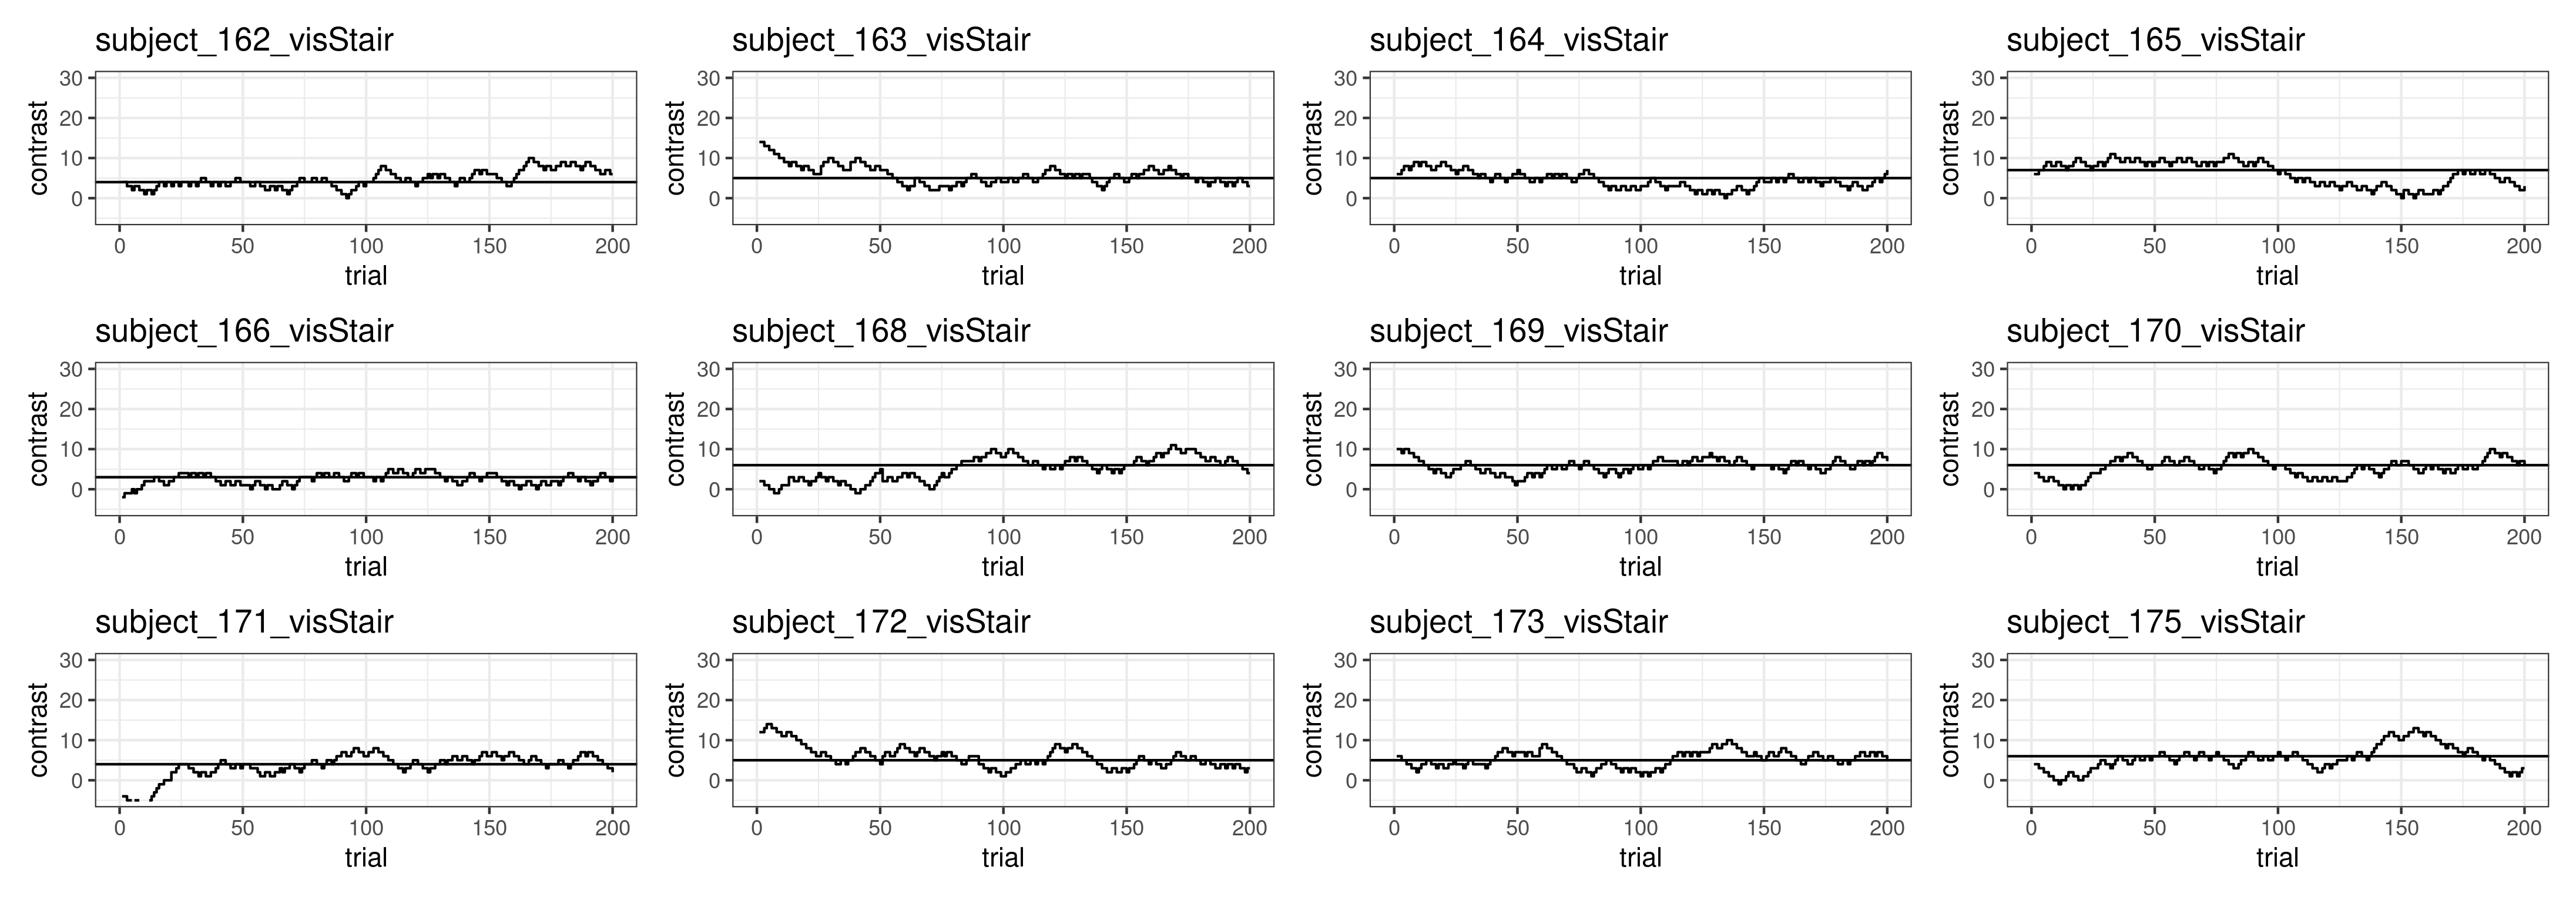 subject_162_visStair
contrast
30
20
10
0
0 50 100 150 200
trial
subject_163_visStair
contrast
30
20
10
0
0 50 100 150 200
trial
subject_164_visStair
contrast
30
20
10
0
0 50 100 150 200
trial
subject_165_visStair
contrast
30
20
10
0
0 50 100 150 200
trial
subject_166_visStair
contrast
30
20
10
0
0 50 100 150 200
trial
subject_168_visStair
contrast
30
20
10
0
0 50 100 150 200
trial
subject_169_visStair
contrast
30
20
10
0
0 50 100 150 200
trial
subject_170_visStair
contrast
30
20
10
0
0 50 100 150 200
trial
subject_171_visStair
contrast
30
20
10
0
0 50 100 150 200
trial
subject_172_visStair
contrast
30
20
10
0
0 50 100 150 200
trial
subject_173_visStair
contrast
30
20
10
0
0 50 100 150 200
trial
subject_175_visStair
contrast
30
20
10
0
0 50 100 150 200
trial